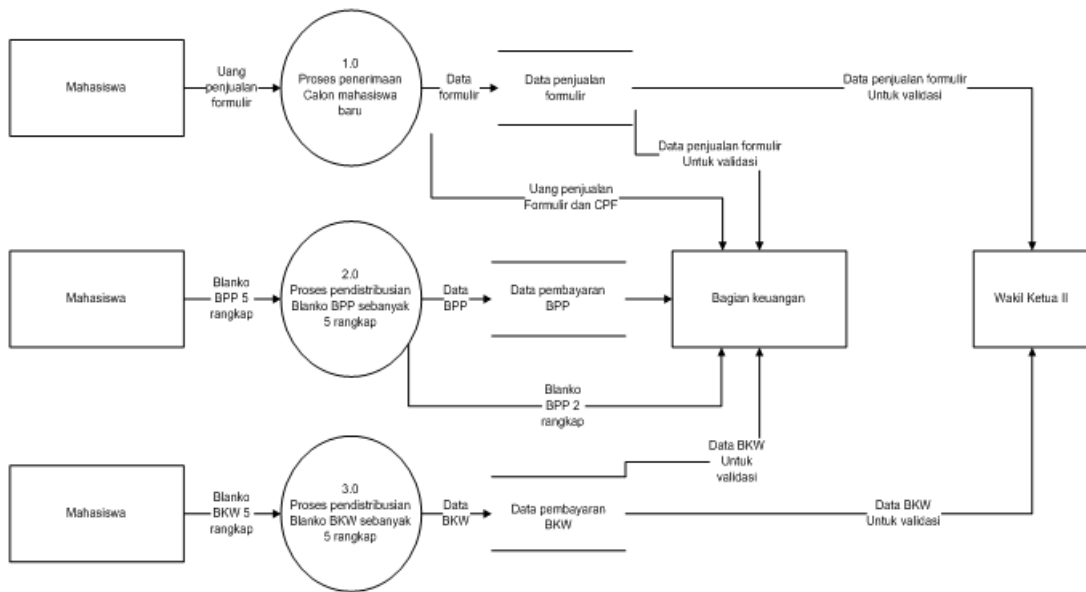 Mahasiswa
Uang
penjualan
formulir
1.0
Proses penerimaan
Calon mahasiswa
baru
Data
formulir
Data penjualan
formulir
Data penjualan formulir
Untuk validasi
Data penjualan formulir
Untuk validasi
Uang penjualan
Formulir dan CPF
Mahasiswa
Blanko
BPP 5
rangkap
2.0
Proses pendistribusian
Blanko BPP sebanyak
5 rangkap
Data
BPP
Data pembayaran
BPP
Bagian keuangan
Wakil Ketua II
Blanko
BPP 2
rangkap
Data BKW
Untuk
validasi
Mahasiswa
Blanko
BKW 5
rangkap
3.0
Proses pendistribusian
Blanko BKW sebanyak
5 rangkap
Data
BKW
Data pembayaran
BKW
Data BKW
Untuk validasi